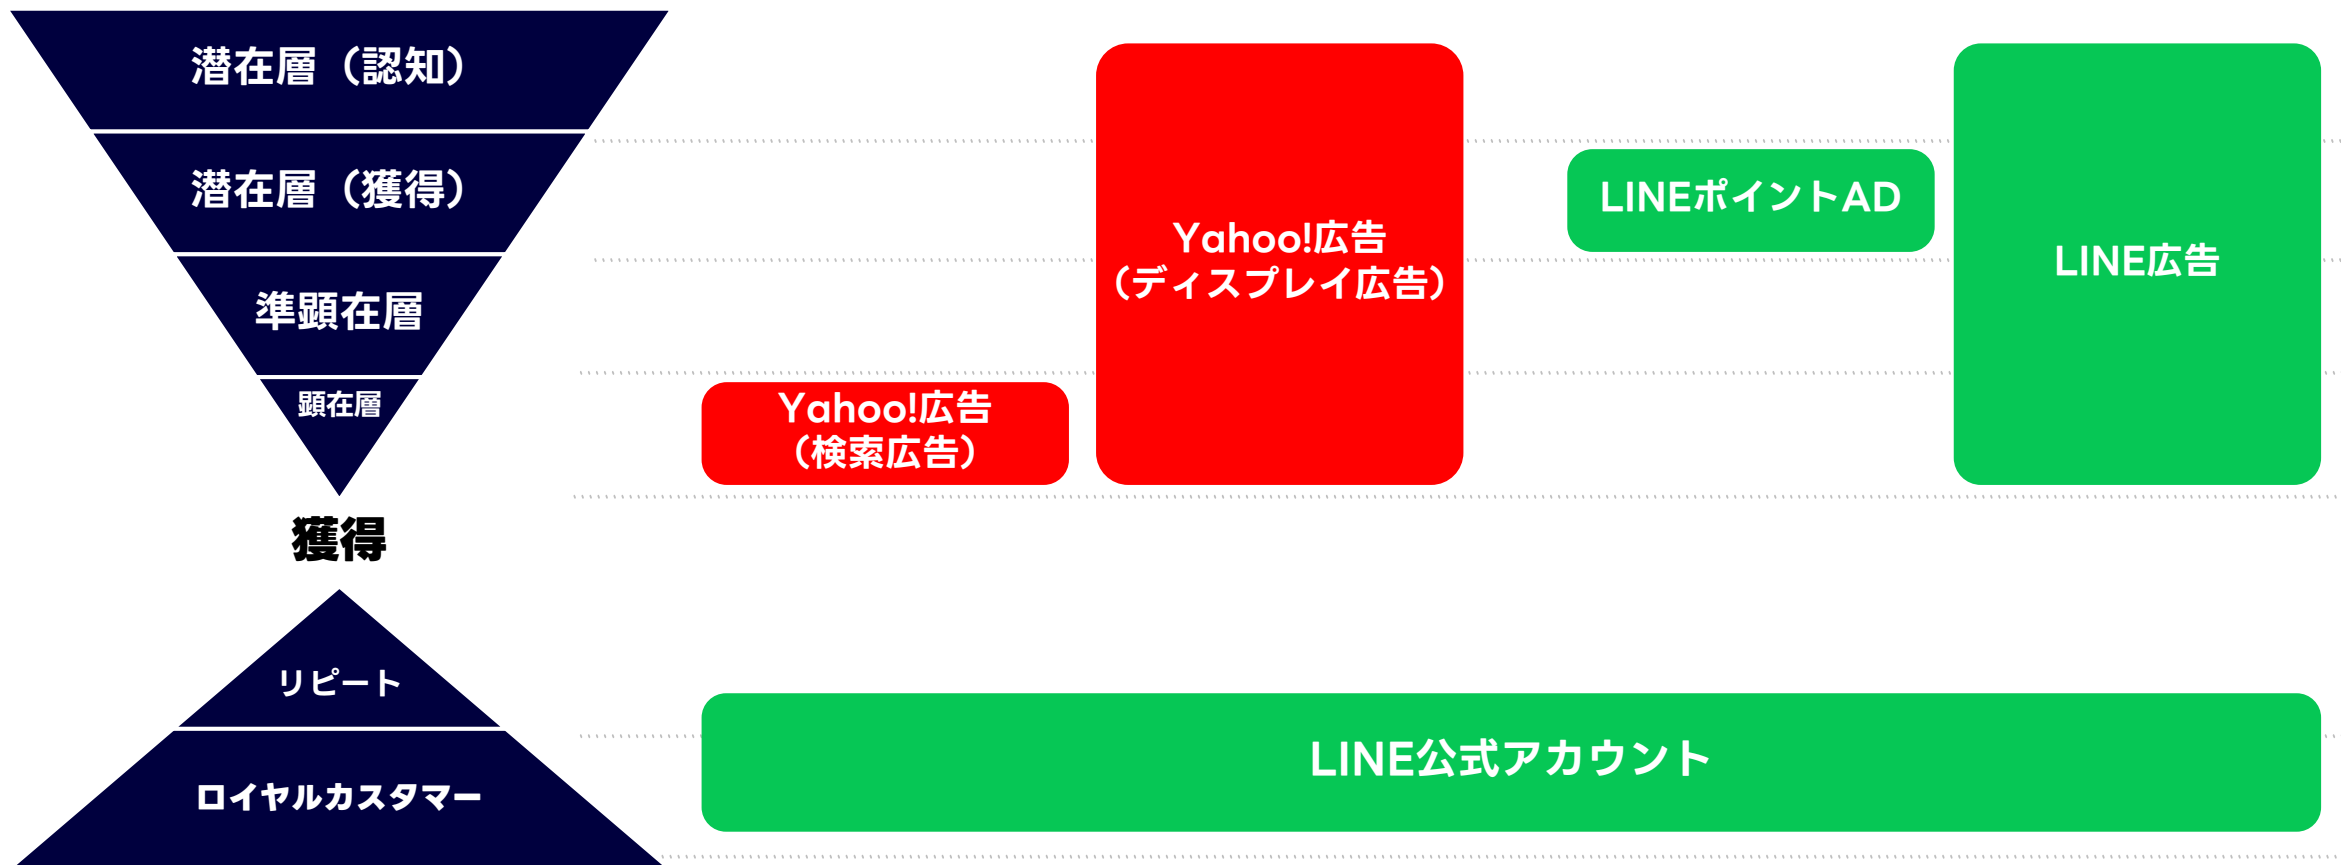 潜在層（認知）
潜在層（獲得）
準顕在層
顕在層
獲得
リピート
ロイヤルカスタマー
Yahoo!広告
（検索広告）
Yahoo!広告
（ディスプレイ広告）
LINEポイントAD
LINE広告
LINE公式アカウント